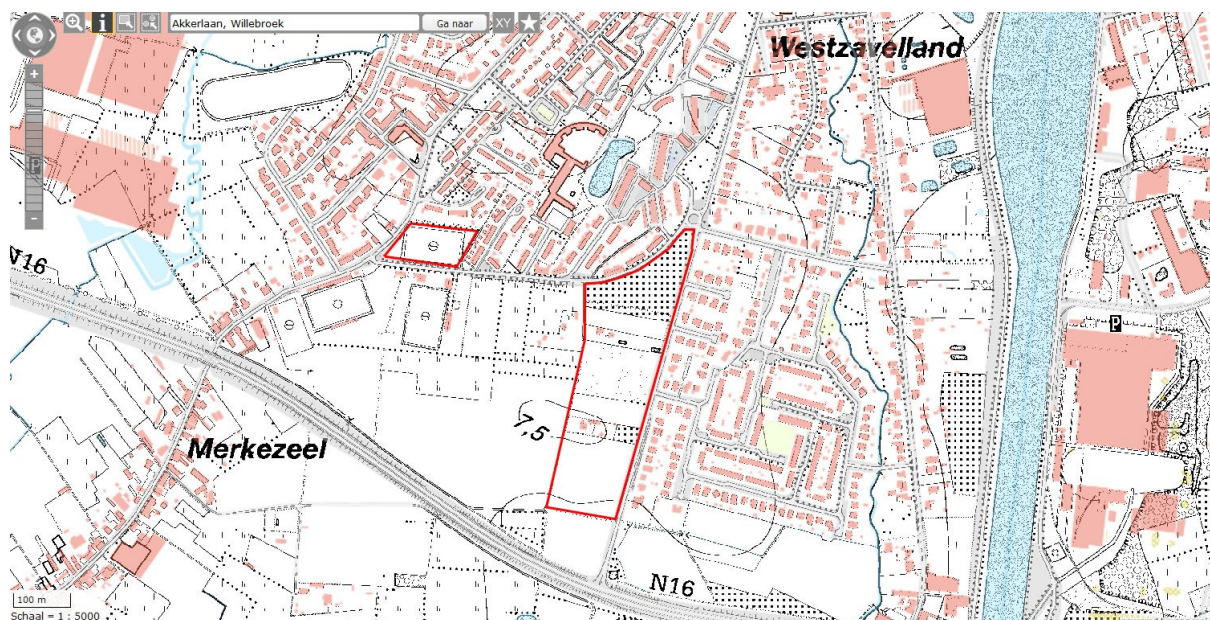 Akkerlaan, Willebroek
Ga naar
XY
Westzavelland
N16
P
7,5
Merkezeel
N16
100 m
Schaal = 1 : 5000